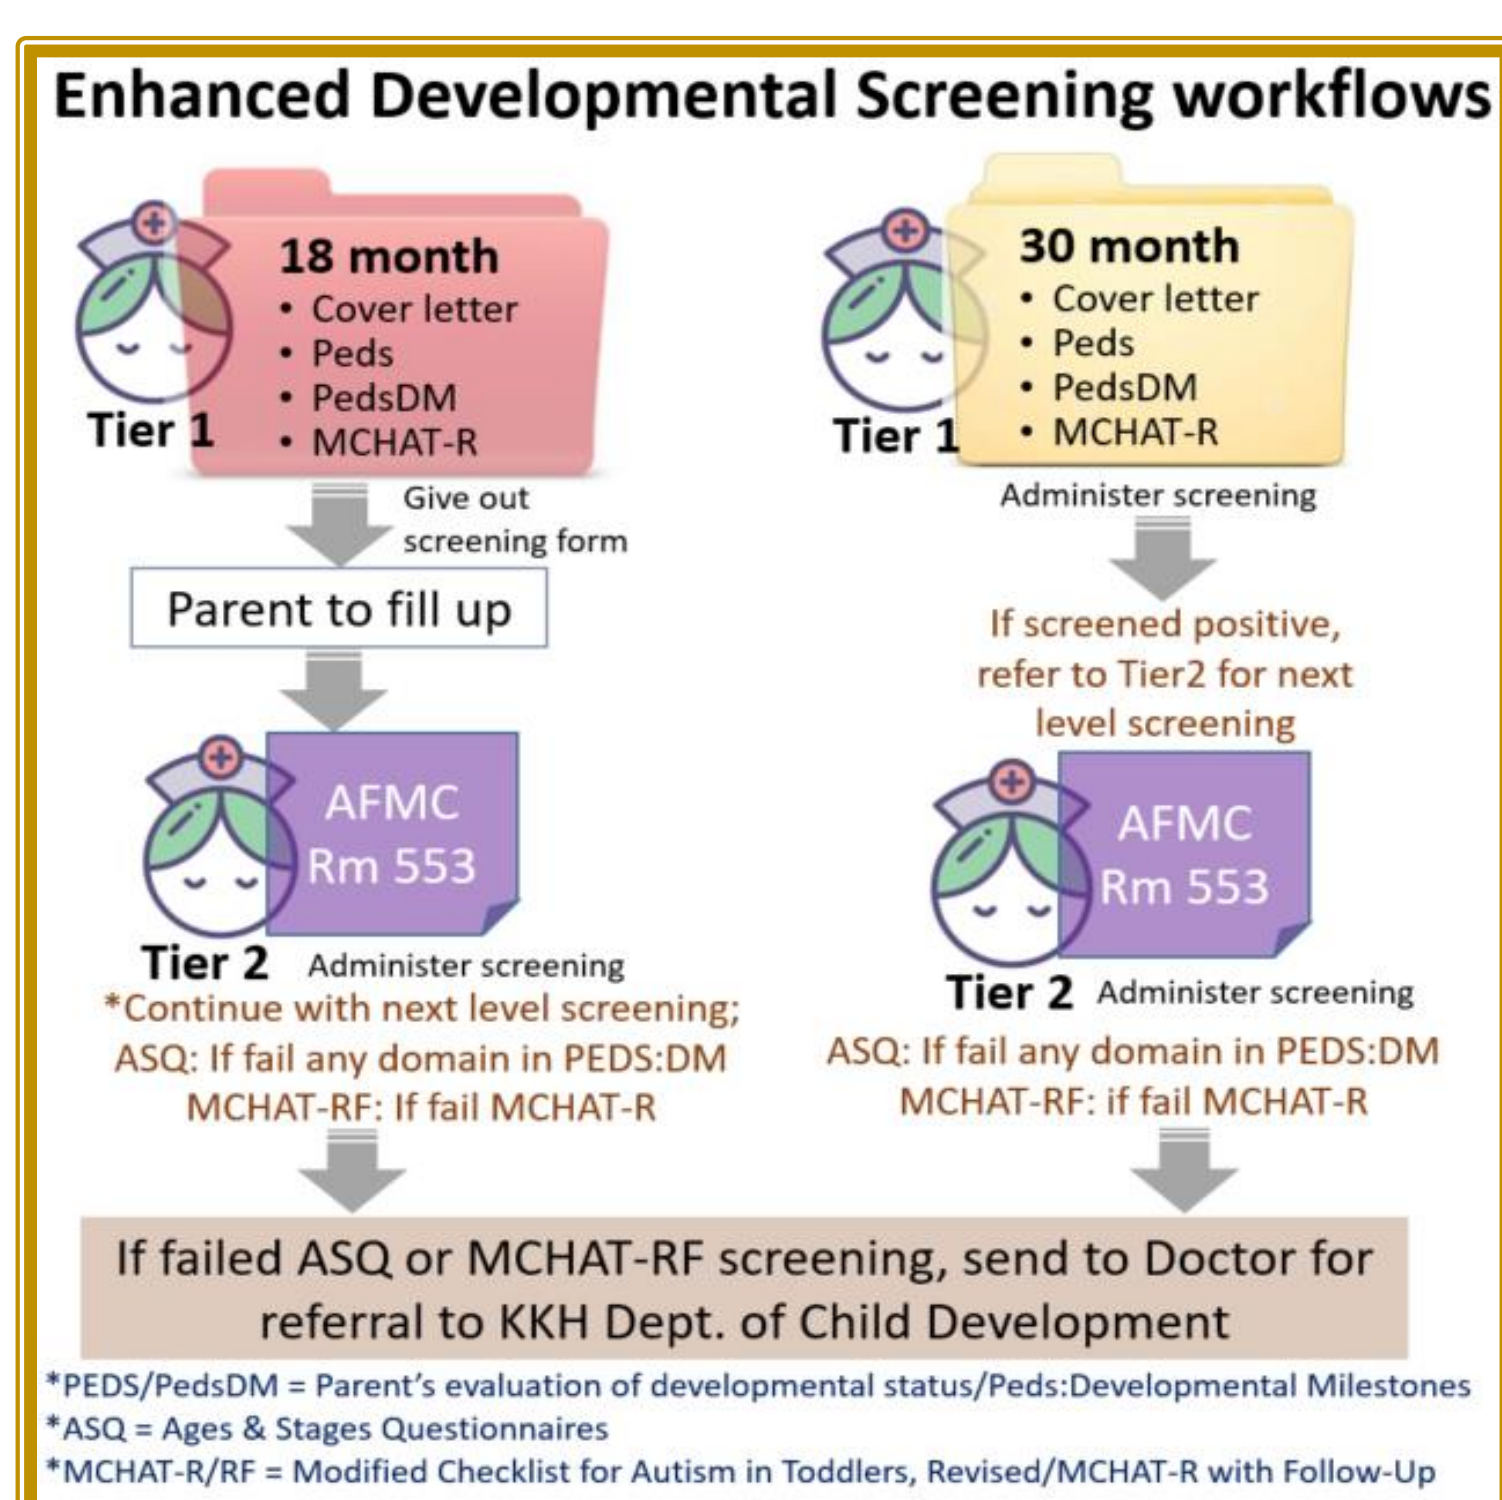 Enhanced Developmental Screening workflows
18 month
• Cover letter
• Peds
• PedsDM
• MCHAT-R
Tier 1
Give out
screening form
Parent to fill up
AFMC
Rm 553
Tier 2
Administer screening
*Continue with next level screening;
ASQ: If fail any domain in PEDS:DM
MCHAT-RF: If fail MCHAT-R
30 month
• Cover letter
• Peds
• PedsDM
• MCHAT-R
Tier 1
Administer screening
If screened positive,
refer to Tier2 for next
level screening
AFMC
Rm 553
Tier 2
Administer screening
ASQ: If fail any domain in PEDS:DM
MCHAT-RF: if fail MCHAT-R
If failed ASQ or MCHAT-RF screening, send to Doctor for
referral to KKH Dept. of Child Development
*PEDS/PedsDM = Parent's evaluation of developmental status/Peds:Developmental Milestones
*ASQ = Ages & Stages Questionnaires
*MCHAT-R/RF = Modified Checklist for Autism in Toddlers, Revised/MCHAT-R with Follow-Up